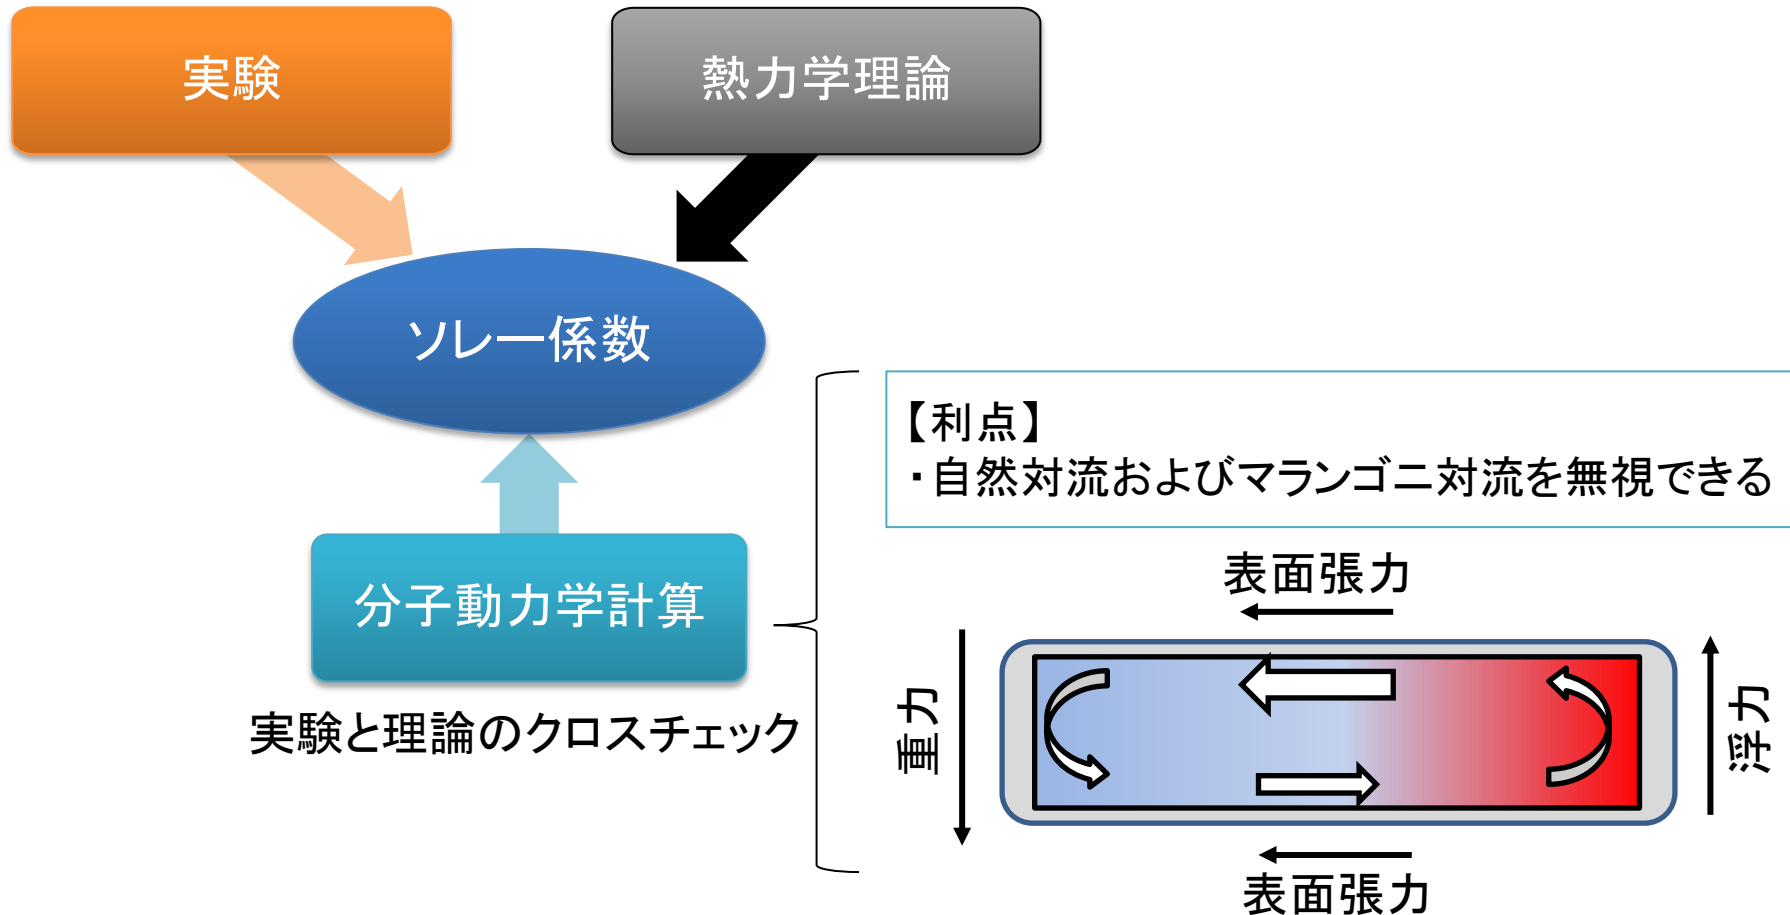 実験
熱力学理論
ソレー係数
【利点】
・自然対流およびマランゴニ対流を無視できる
分子動力学計算
実験と理論のクロスチェック
表面張力
重力
浮力
表面張力